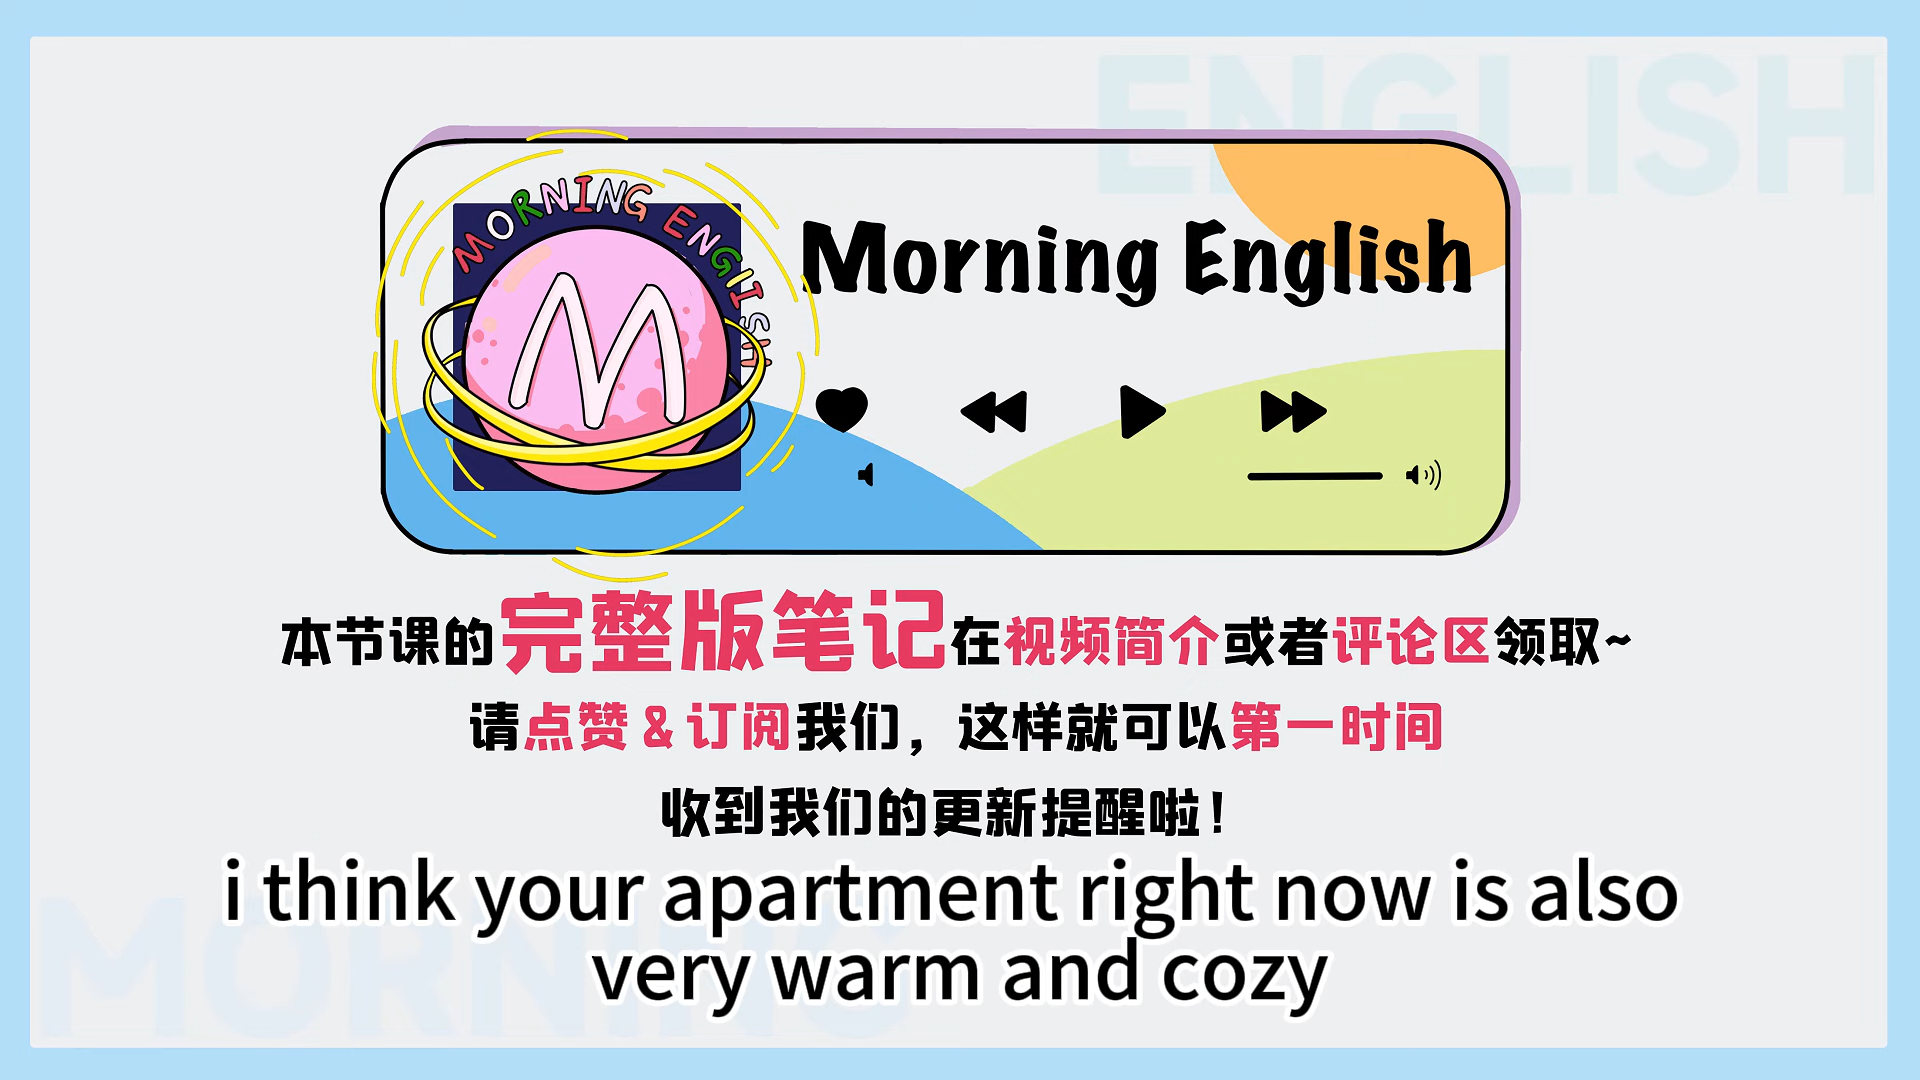 ENGLISH
MORNING ENGLISH
M
Morning English
本节课的完整版笔记在视频简介或者评论区领取~
请点赞&订阅我们，这样就可以第一时间
收到我们的更新提醒啦！
MORNING
i think your apartment right now is also
very warm and cozy